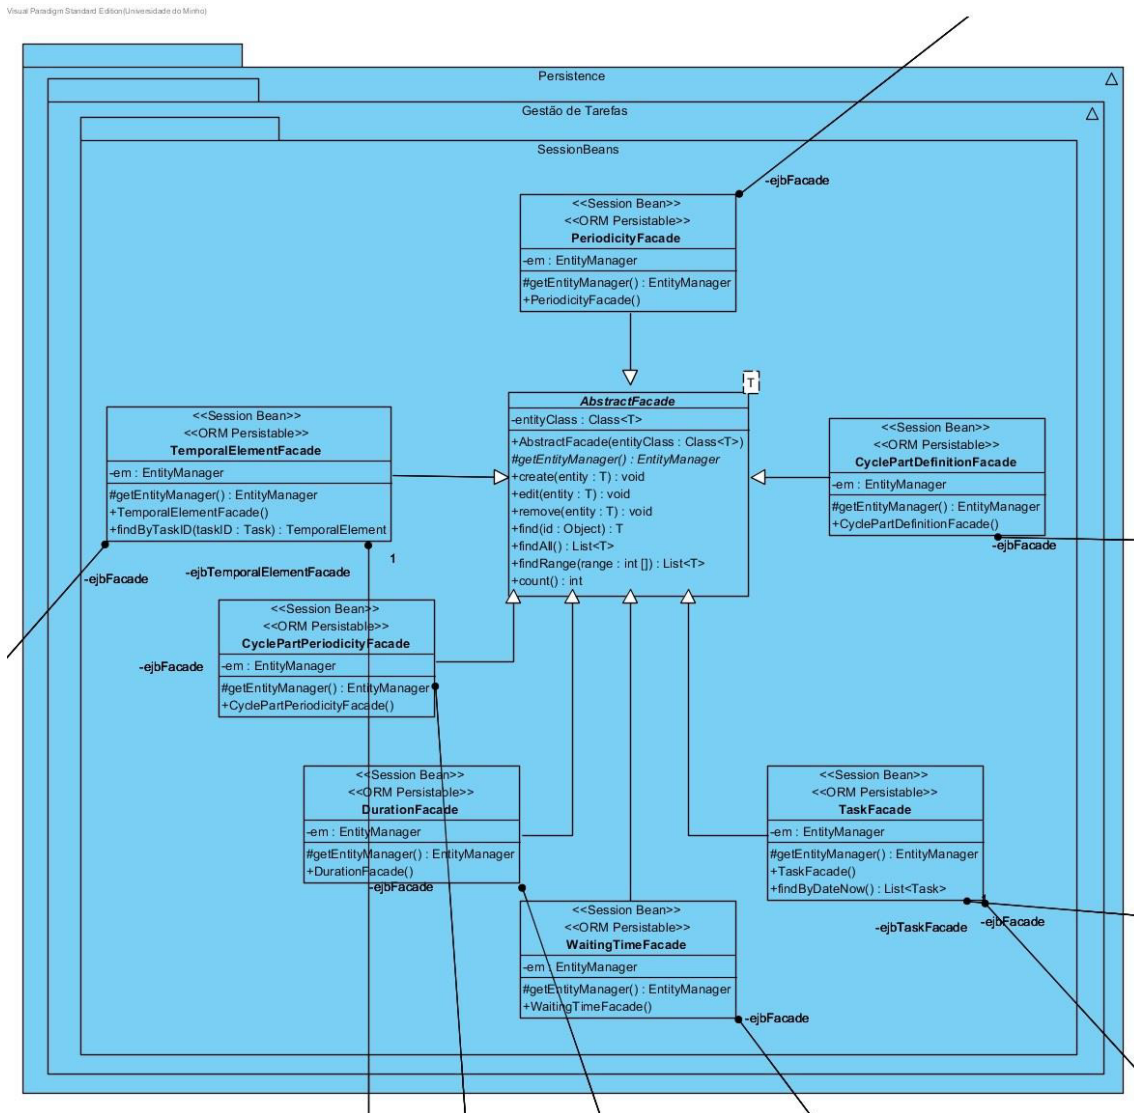 Visual Paradigm Standard Edition(Universidade do Minho)
Persistence
Gestão de Tarefas
SessionBeans
-ejbFacade
<<Session Bean>>
<<ORM Persistable>>
PeriodicityFacade
-em : EntityManager
#getEntityManager() : EntityManager
+PeriodicityFacade()
T
AbstractFacade
-entityClass : Class<T>
+AbstractFacade(entityClass : Class<T>)
#getEntityManager() : EntityManager
+create(entity : T) : void
+edit(entity : T) : void
+remove(entity : T) : void
+find(id : Object) : T
+findAll() : List<T>
+findRange(range : int []) : List<T>
+count() : int
<<Session Bean>>
<<ORM Persistable>>
TemporalElementFacade
-em : EntityManager
#getEntityManager() : EntityManager
+TemporalElementFacade()
+findByTaskID(taskID : Task) : TemporalElement
-ejbFacade
-ejbTemporalElementFacade
1
<<Session Bean>>
<<ORM Persistable>>
CyclePartDefinitionFacade
-em : EntityManager
#getEntityManager() : EntityManager
+CyclePartDefinitionFacade()
-ejbFacade
<<Session Bean>>
<<ORM Persistable>>
CyclePartPeriodicityFacade
-em : EntityManager
#getEntityManager() : EntityManager
+CyclePartPeriodicityFacade()
-ejbFacade
<<Session Bean>>
<<ORM Persistable>>
DurationFacade
-em : EntityManager
#getEntityManager() : EntityManager
+DurationFacade()
-ejbFacade
<<Session Bean>>
<<ORM Persistable>>
TaskFacade
-em : EntityManager
#getEntityManager() : EntityManager
+TaskFacade()
+findByDateNow() : List<Task>
-ejbTaskFacade
-ejbFacade
<<Session Bean>>
<<ORM Persistable>>
WaitingTimeFacade
-em : EntityManager
#getEntityManager() : EntityManager
+WaitingTimeFacade()
-ejbFacade